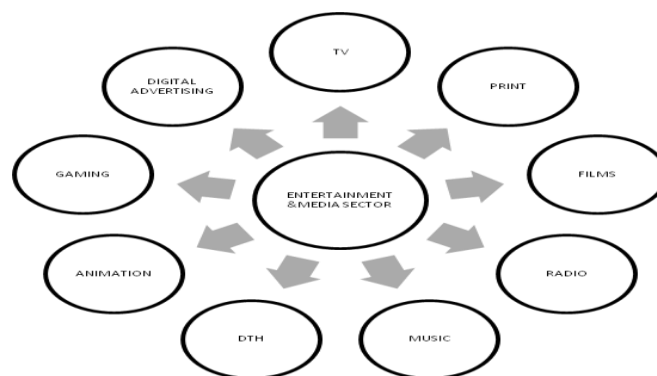 TV
DIGITAL
ADVERTISING
PRINT
GAMING
FILMS
ENTERTAINMENT
&MEDIA SECTOR
ANIMATION
RADIO
DTH
MUSIC